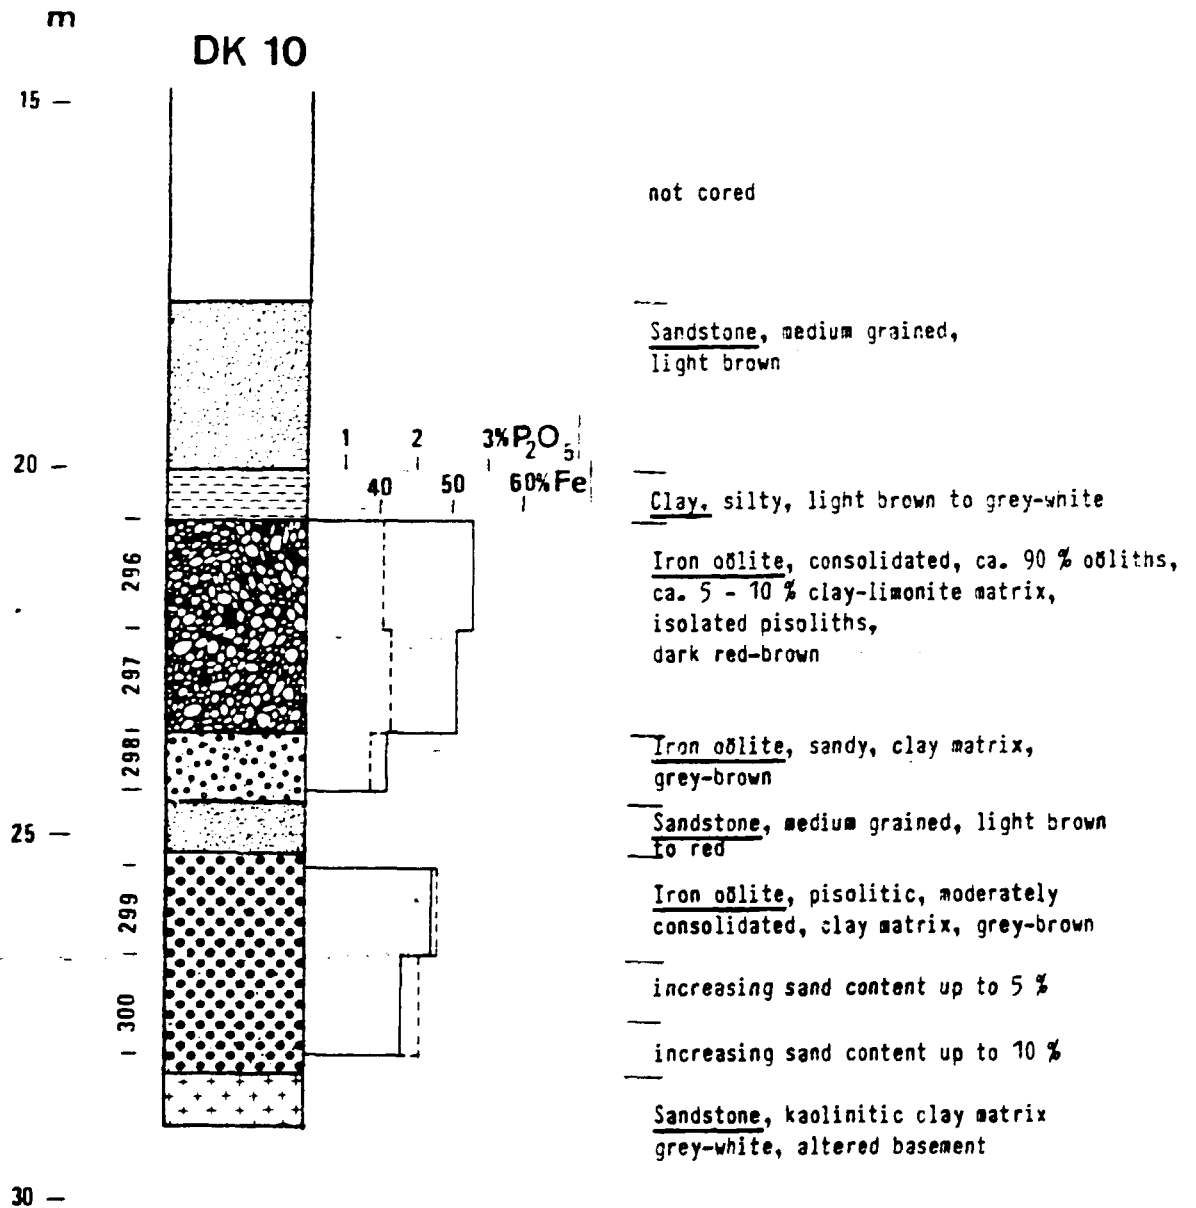 m
DK 10
15 —
not cored
Sandstone, medium grained,
light brown
1 2 3% P2O5
20 —
40 50 60% Fe
Clay, silty, light brown to grey-white
296
Iron oölite, consolidated, ca. 90 % oöliths,
ca. 5 - 10 % clay-limonite matrix,
isolated pisoliths,
dark red-brown
297
298
Iron oölite, sandy, clay matrix,
grey-brown
25 —
Sandstone, medium grained, light brown
to red
299
Iron oölite, pisolitic, moderately
consolidated, clay matrix, grey-brown
300
increasing sand content up to 5 %
increasing sand content up to 10 %
Sandstone, kaolinitic clay matrix
grey-white, altered basement
30 —